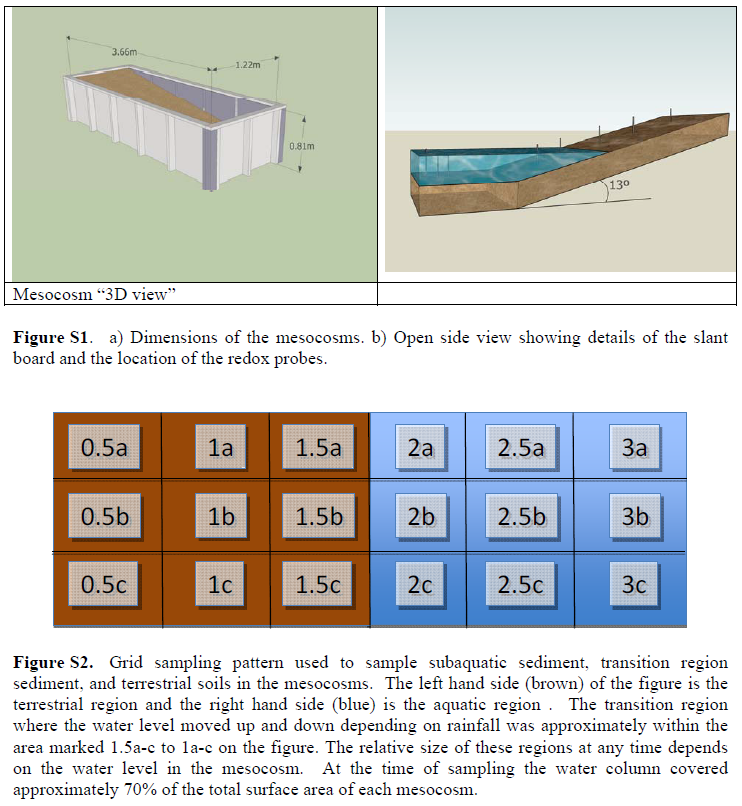 3.66m
1.22m
0.81m
13°
Mesocosm “3D view”
Figure S1. a) Dimensions of the mesocosms. b) Open side view showing details of the slant
board and the location of the redox probes.
0.5a 1a 1.5a 2a 2.5a 3a
0.5b 1b 1.5b 2b 2.5b 3b
0.5c 1c 1.5c 2c 2.5c 3c
Figure S2. Grid sampling pattern used to sample subaquatic sediment, transition region
sediment, and terrestrial soils in the mesocosms. The left hand side (brown) of the figure is the
terrestrial region and the right hand side (blue) is the aquatic region . The transition region
where the water level moved up and down depending on rainfall was approximately within the
area marked 1.5a-c to 1a-c on the figure. The relative size of these regions at any time depends
on the water level in the mesocosm. At the time of sampling the water column covered
approximately 70% of the total surface area of each mesocosm.